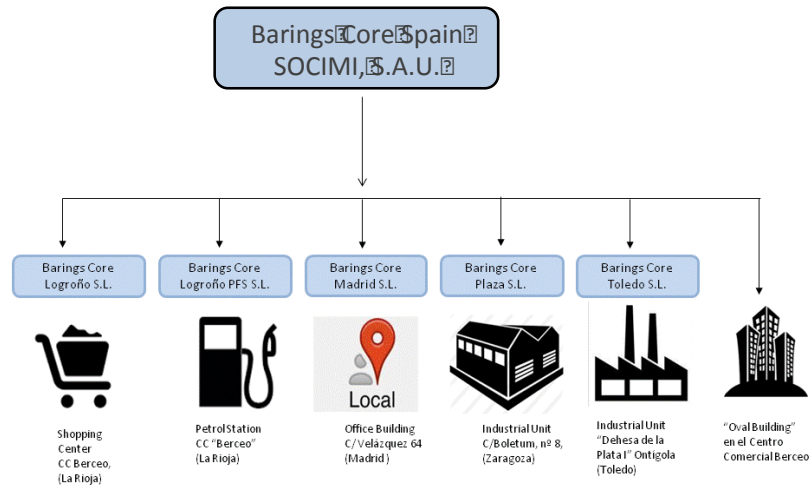 Barings Core Spain
SOCIMI, S.A.U.
Barings Core
Logroño S.L.
Barings Core
Logroño PFS S.L.
Barings Core
Madrid S.L.
Barings Core
Plaza S.L.
Barings Core
Toledo S.L.
Local
Shopping
Center
CC Berceo,
(La Rioja)
Petrol Station
CC "Berceo"
(La Rioja)
Office Building
C/ Velázquez 64
(Madrid )
Industrial Unit
C/Boletum, nº 8,
(Zaragoza)
Industrial Unit
"Dehesa de la
Plata I" Ontígola
(Toledo)
"Oval Building"
en el Centro
Comercial Berceo